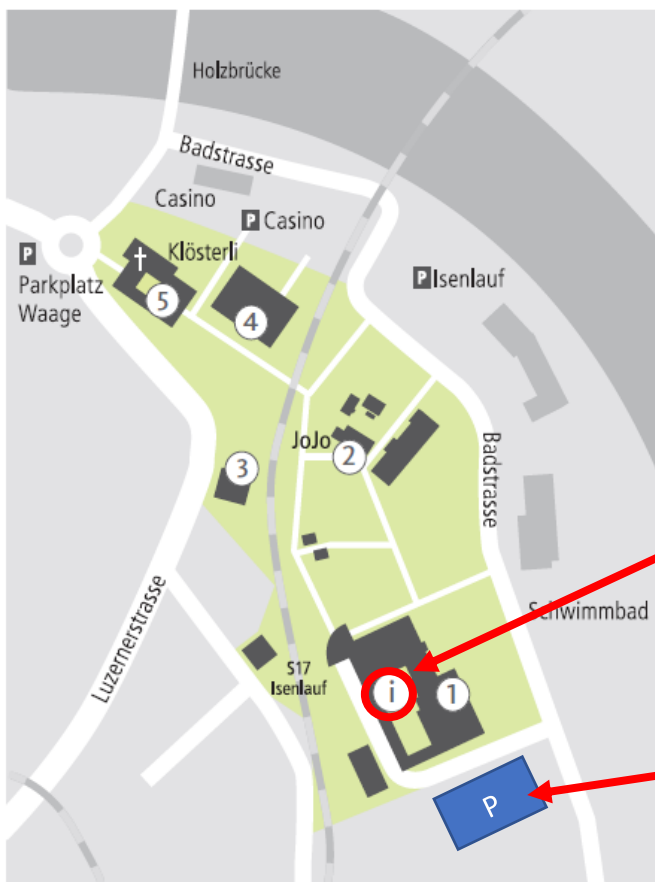 Holzbrücke
Badstrasse
Casino
P Casino
Klösterli
P
Parkplatz
Waage
5
4
P Isenlauf
JoJo
2
3
Badstrasse
Luzernerstrasse
Schwimmbad
S17
Isenlauf
i
1
P